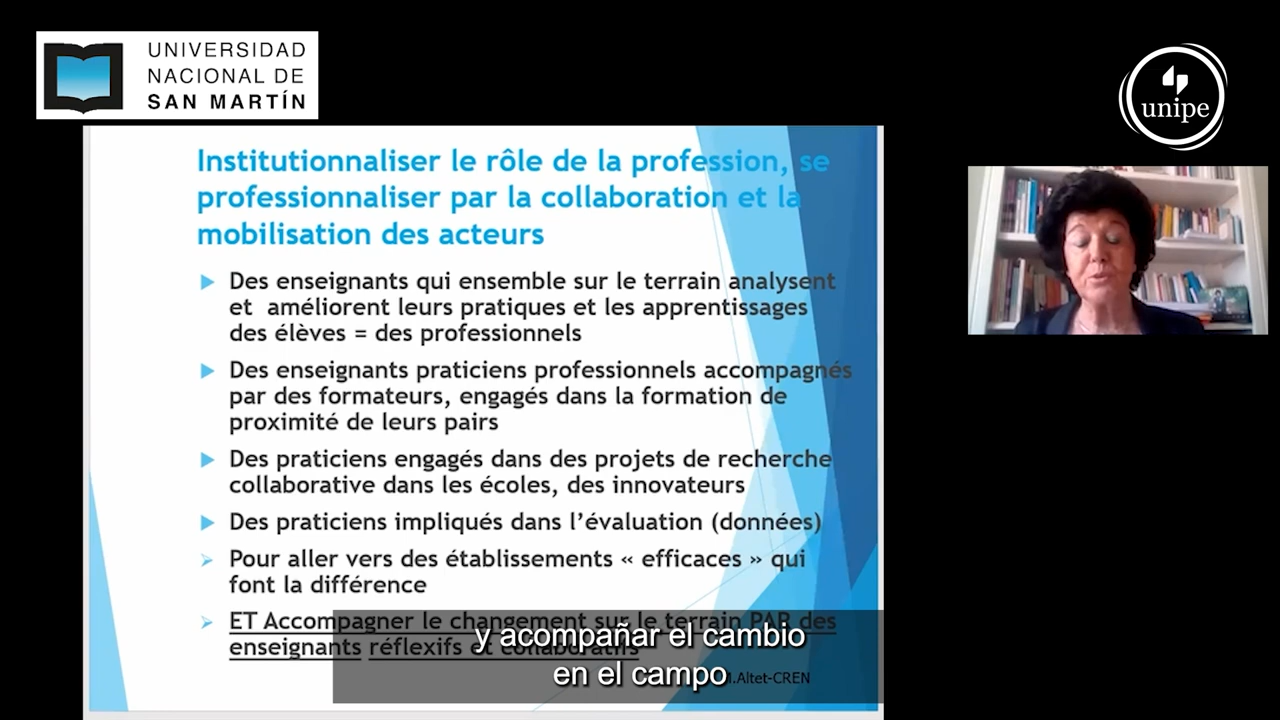 UNIVERSIDAD
NACIONAL DE
SAN MARTÍN
unipe
Institutionnaliser le rôle de la profession, se
professionnaliser par la collaboration et la
mobilisation des acteurs
Des enseignants qui ensemble sur le terrain analysent
et améliorent leurs pratiques et les apprentissages
des élèves = des professionnels
Des enseignants praticiens professionnels accompagnés
par des formateurs, engagés dans la formation de
proximité de leurs pairs
Des praticiens engagés dans des projets de recherche
collaborative dans les écoles, des innovateurs
Des praticiens impliqués dans l’évaluation (données)
Pour aller vers des établissements « efficaces » qui
font la différence
ET Accompagner le changement sur le terrain PAR des
enseignants réflexifs et collaboratifs
y acompañar el cambio
en el campo
M.Altet-CREN